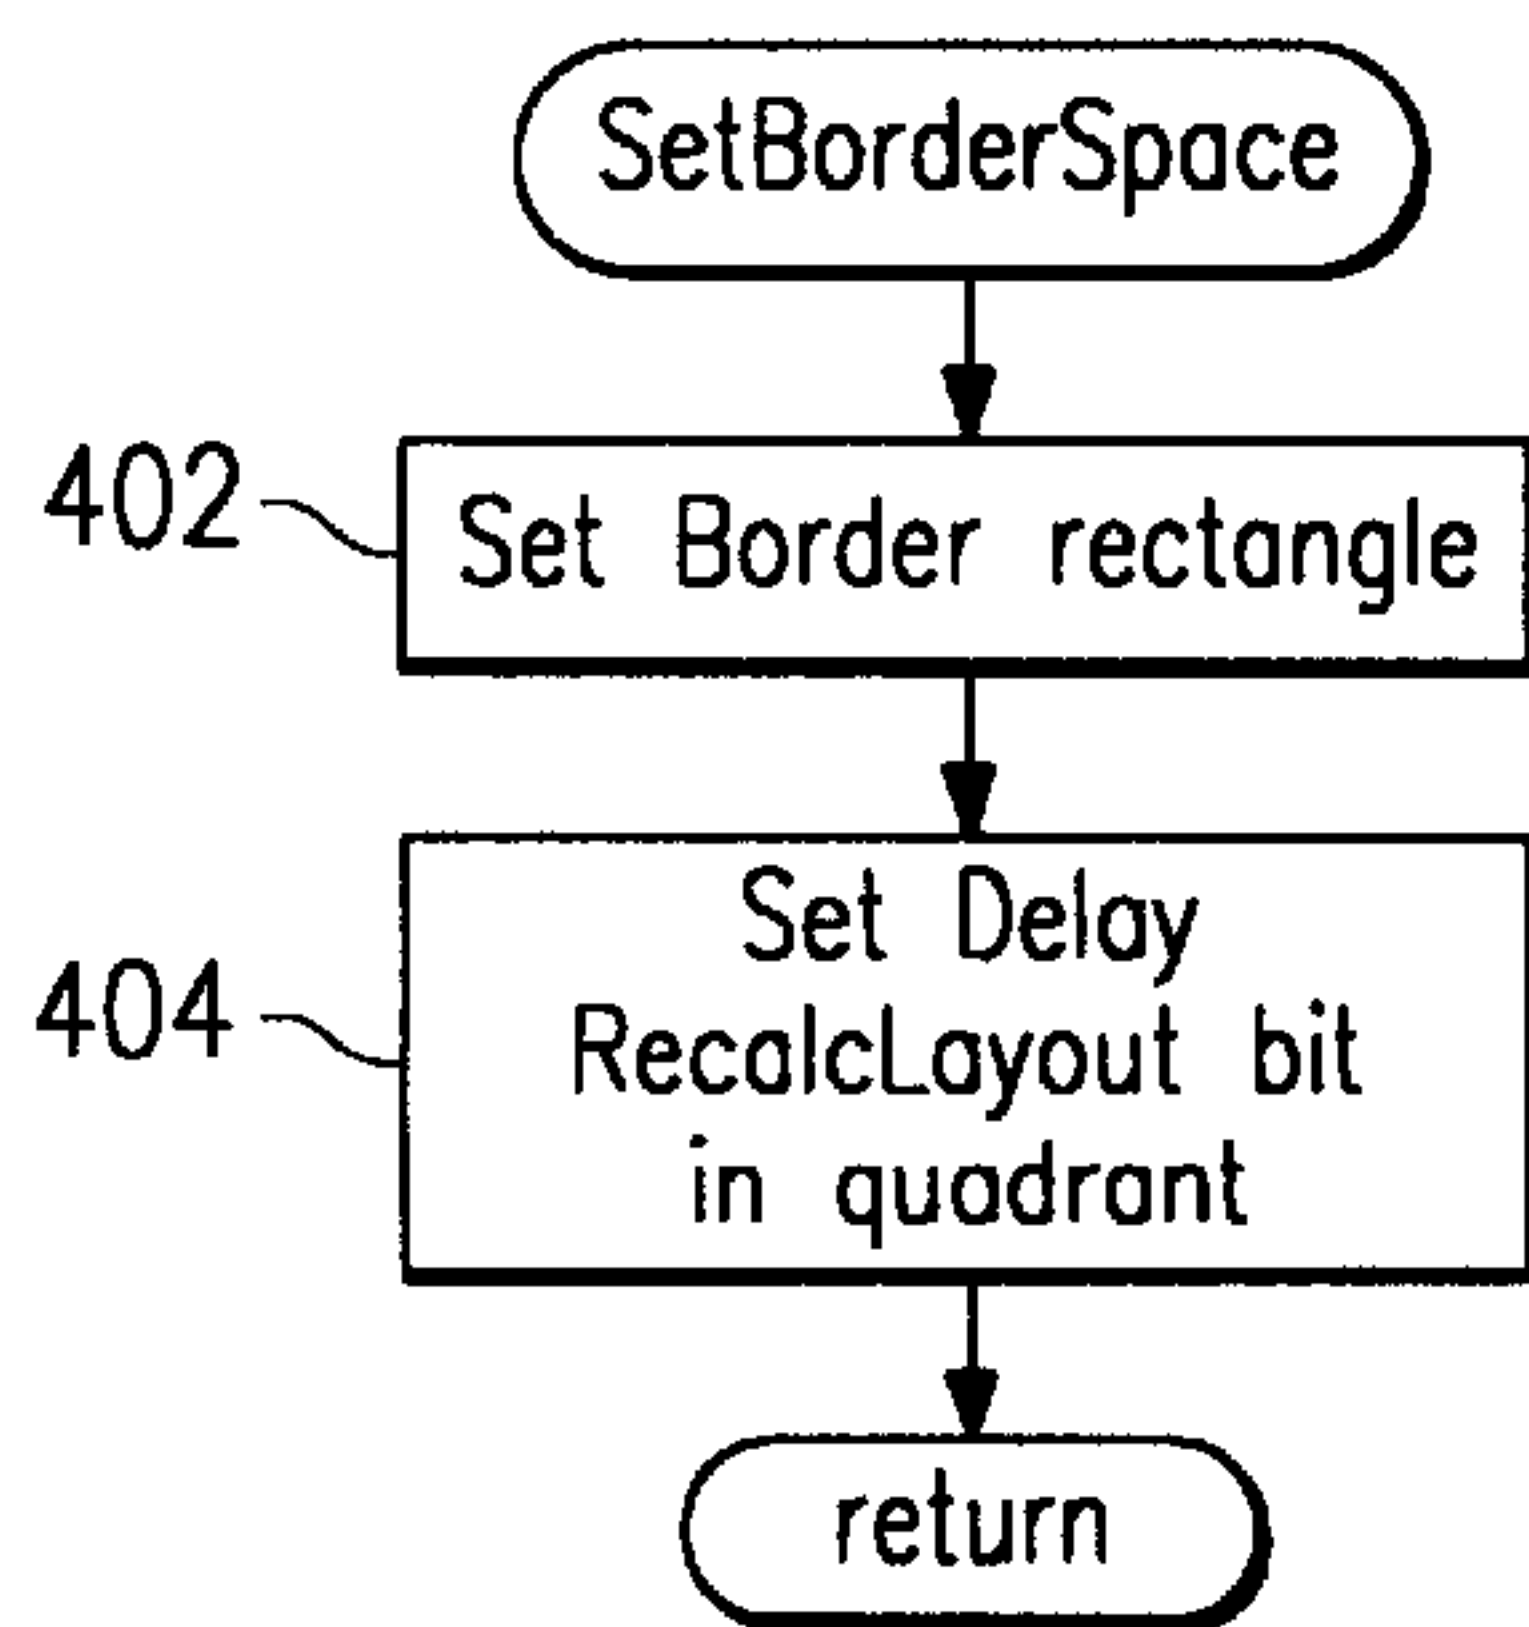 SetBorderSpace
402
Set Border rectangle
404
Set Delay
RecalcLayout bit
in quadrant
return